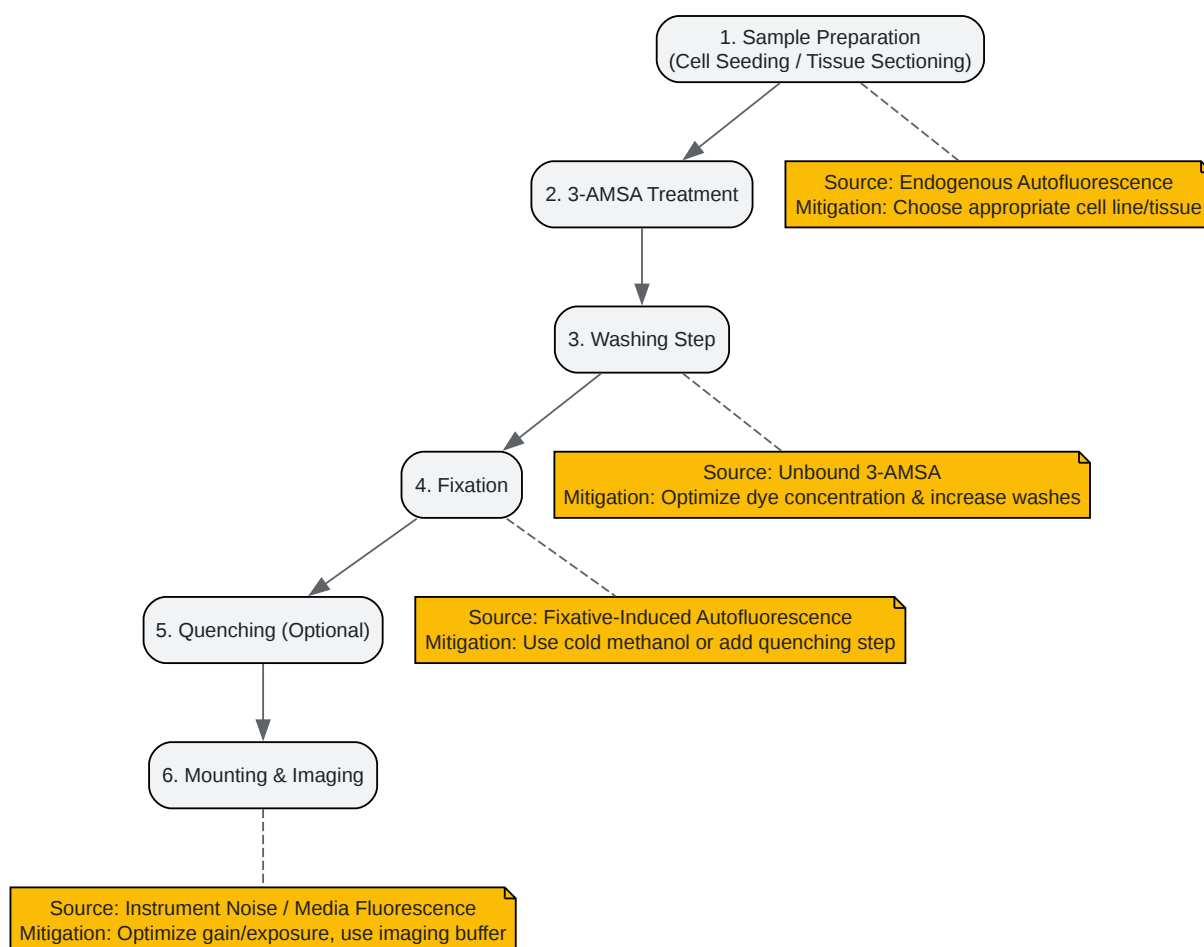 1. Sample Preparation
(Cell Seeding / Tissue Sectioning)
2. 3-AMSA Treatment
Source: Endogenous Autofluorescence
Mitigation: Choose appropriate cell line/tissue
3. Washing Step
4. Fixation
Source: Unbound 3-AMSA
Mitigation: Optimize dye concentration & increase washes
5. Quenching (Optional)
Source: Fixative-Induced Autofluorescence
Mitigation: Use cold methanol or add quenching step
6. Mounting & Imaging
Source: Instrument Noise / Media Fluorescence
Mitigation: Optimize gain/exposure, use imaging buffer